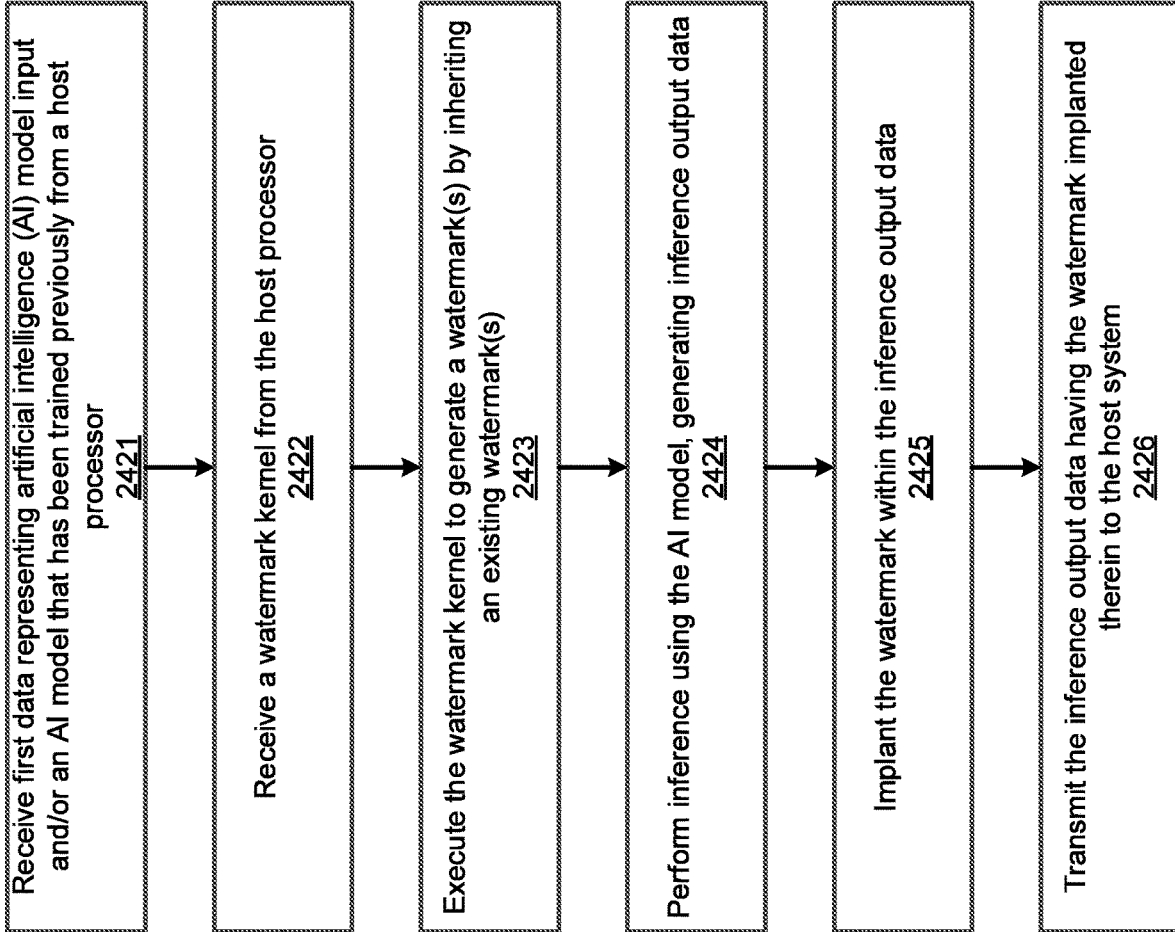 Receive first data representing artificial intelligence (AI) model input
and/or an AI model that has been trained previously from a host
processor
2421
Receive a watermark kernel from the host processor
2422
Execute the watermark kernel to generate a watermark(s) by inheriting
an existing watermark(s)
2423
Perform inference using the AI model, generating inference output data
2424
Implant the watermark within the inference output data
2425
Transmit the inference output data having the watermark implanted
therein to the host system
2426